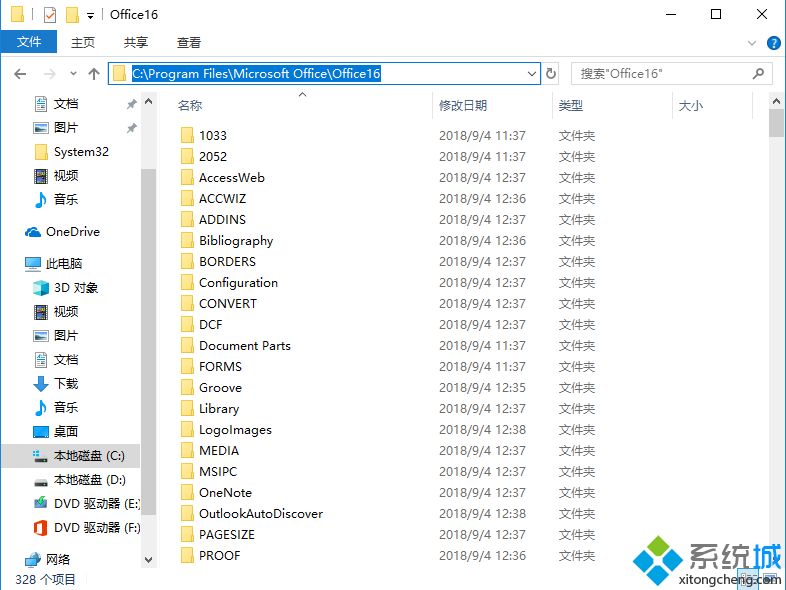 Office16
文件 主页 共享 查看
C:\Program Files\Microsoft Office\Office16
搜索"Office16"
名称 修改日期 类型 大小
文档
图片
System32
视频
音乐
OneDrive
此电脑
3D 对象
视频
图片
文档
下载
音乐
桌面
本地磁盘 (C:)
本地磁盘 (D:)
DVD 驱动器 (E:)
DVD 驱动器 (F:)
网络
1033 2018/9/4 11:37 文件夹
2052 2018/9/4 11:37 文件夹
AccessWeb 2018/9/4 12:37 文件夹
ACCWIZ 2018/9/4 12:36 文件夹
ADDINS 2018/9/4 12:37 文件夹
Bibliography 2018/9/4 12:36 文件夹
BORDERS 2018/9/4 12:37 文件夹
Configuration 2018/9/4 12:37 文件夹
CONVERT 2018/9/4 12:37 文件夹
DCF 2018/9/4 12:37 文件夹
Document Parts 2018/9/4 11:37 文件夹
FORMS 2018/9/4 11:37 文件夹
Groove 2018/9/4 12:35 文件夹
Library 2018/9/4 12:37 文件夹
LogoImages 2018/9/4 12:38 文件夹
MEDIA 2018/9/4 12:37 文件夹
MSIPC 2018/9/4 12:37 文件夹
OneNote 2018/9/4 12:37 文件夹
OutlookAutoDiscover 2018/9/4 12:38 文件夹
PAGESIZE 2018/9/4 12:37 文件夹
PROOF 2018/9/4 12:36 文件夹
328 个项目
系统城
xitongcheng.com